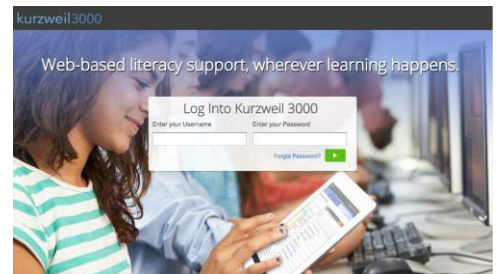 kurzweil3000
Web-based literacy support, wherever learning happens.
Log Into Kurzweil 3000
Enter your Username
Enter your Password
Forgot Password?